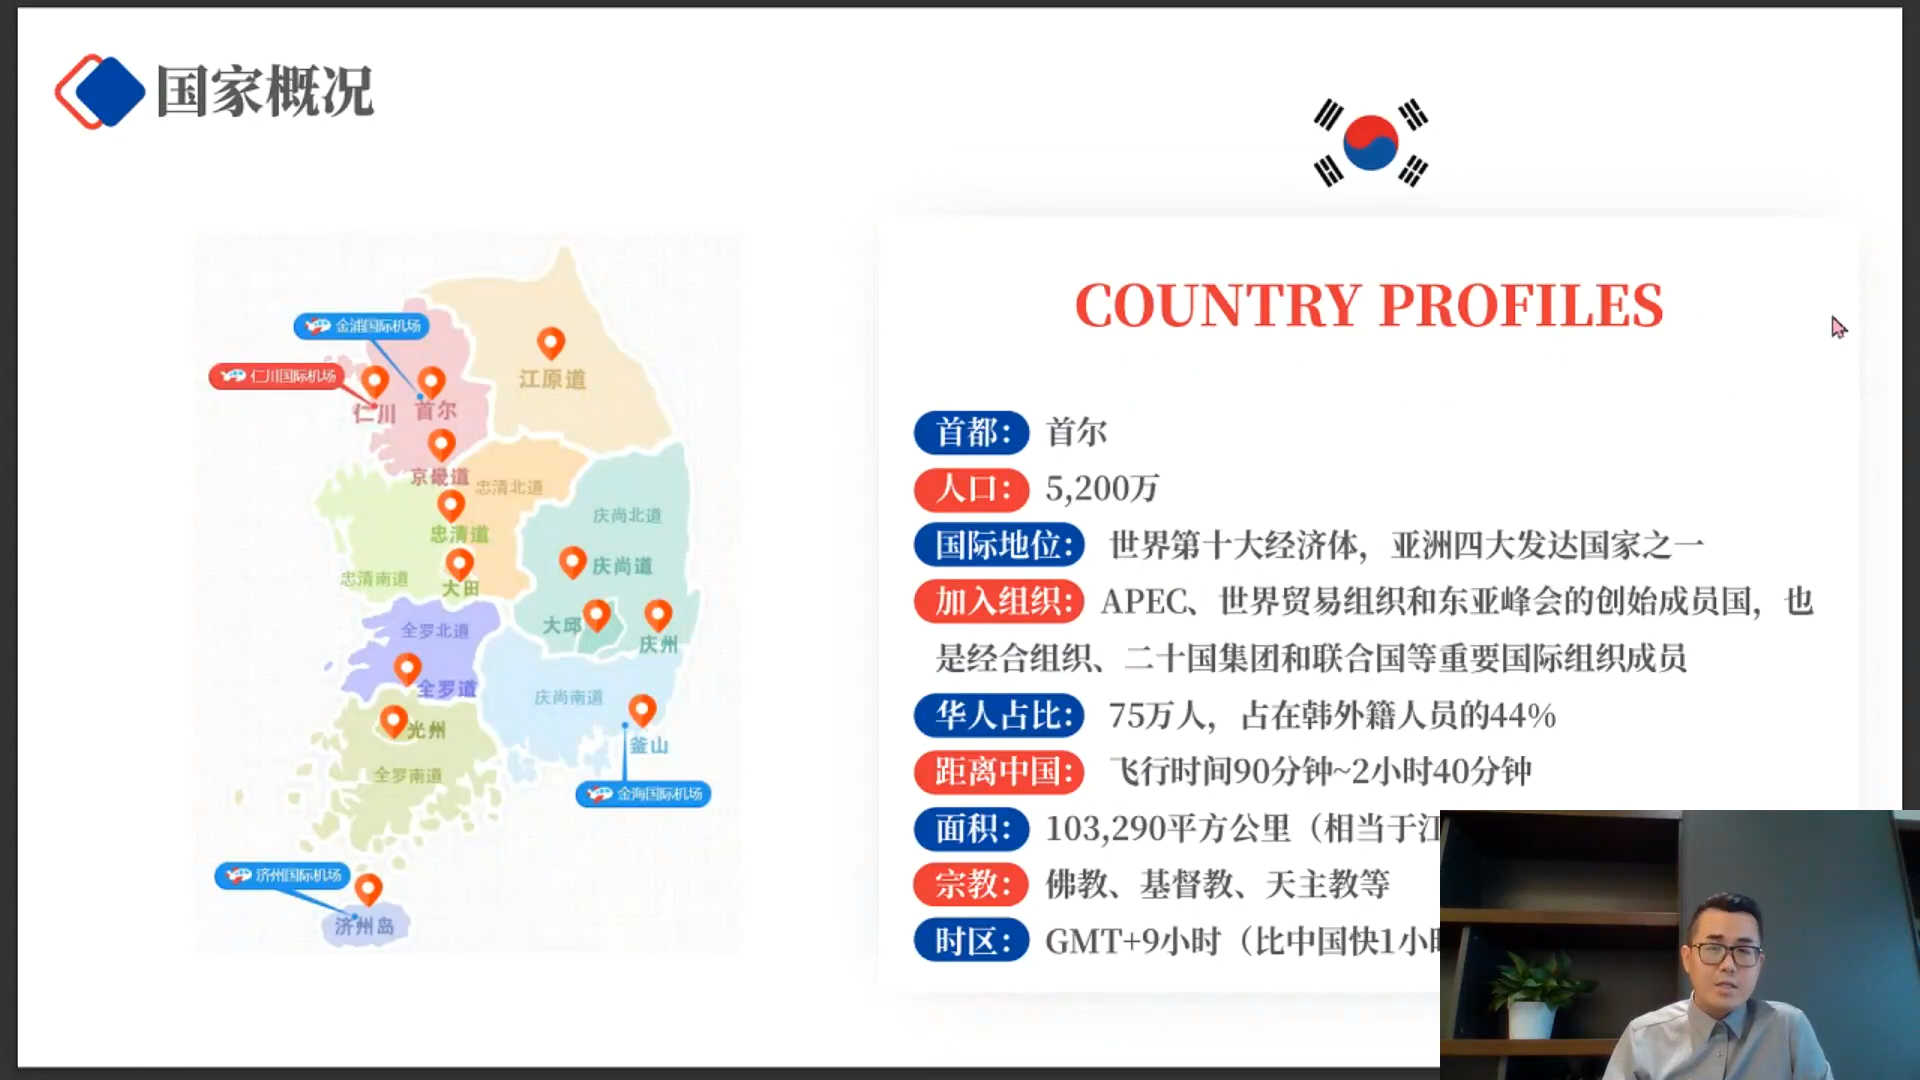 国家概况
金浦国际机场
仁川国际机场
江原道
仁川
首尔
京畿道
忠清北道
忠清道
庆尚北道
庆尚道
忠清南道
大田
大邱
庆州
全罗北道
全罗道
庆尚南道
光州
釜山
全罗南道
金海国际机场
济州国际机场
济州岛
COUNTRY PROFILES
首都： 首尔
人口： 5,200万
国际地位： 世界第十大经济体，亚洲四大发达国家之一
加入组织： APEC、世界贸易组织和东亚峰会的创始成员国，也
是经合组织、二十国集团和联合国等重要国际组织成员
华人占比： 75万人，占在韩外籍人员的44%
距离中国： 飞行时间90分钟~2小时40分钟
面积： 103,290平方公里（相当于江
宗教： 佛教、基督教、天主教等
时区： GMT+9小时（比中国快1小